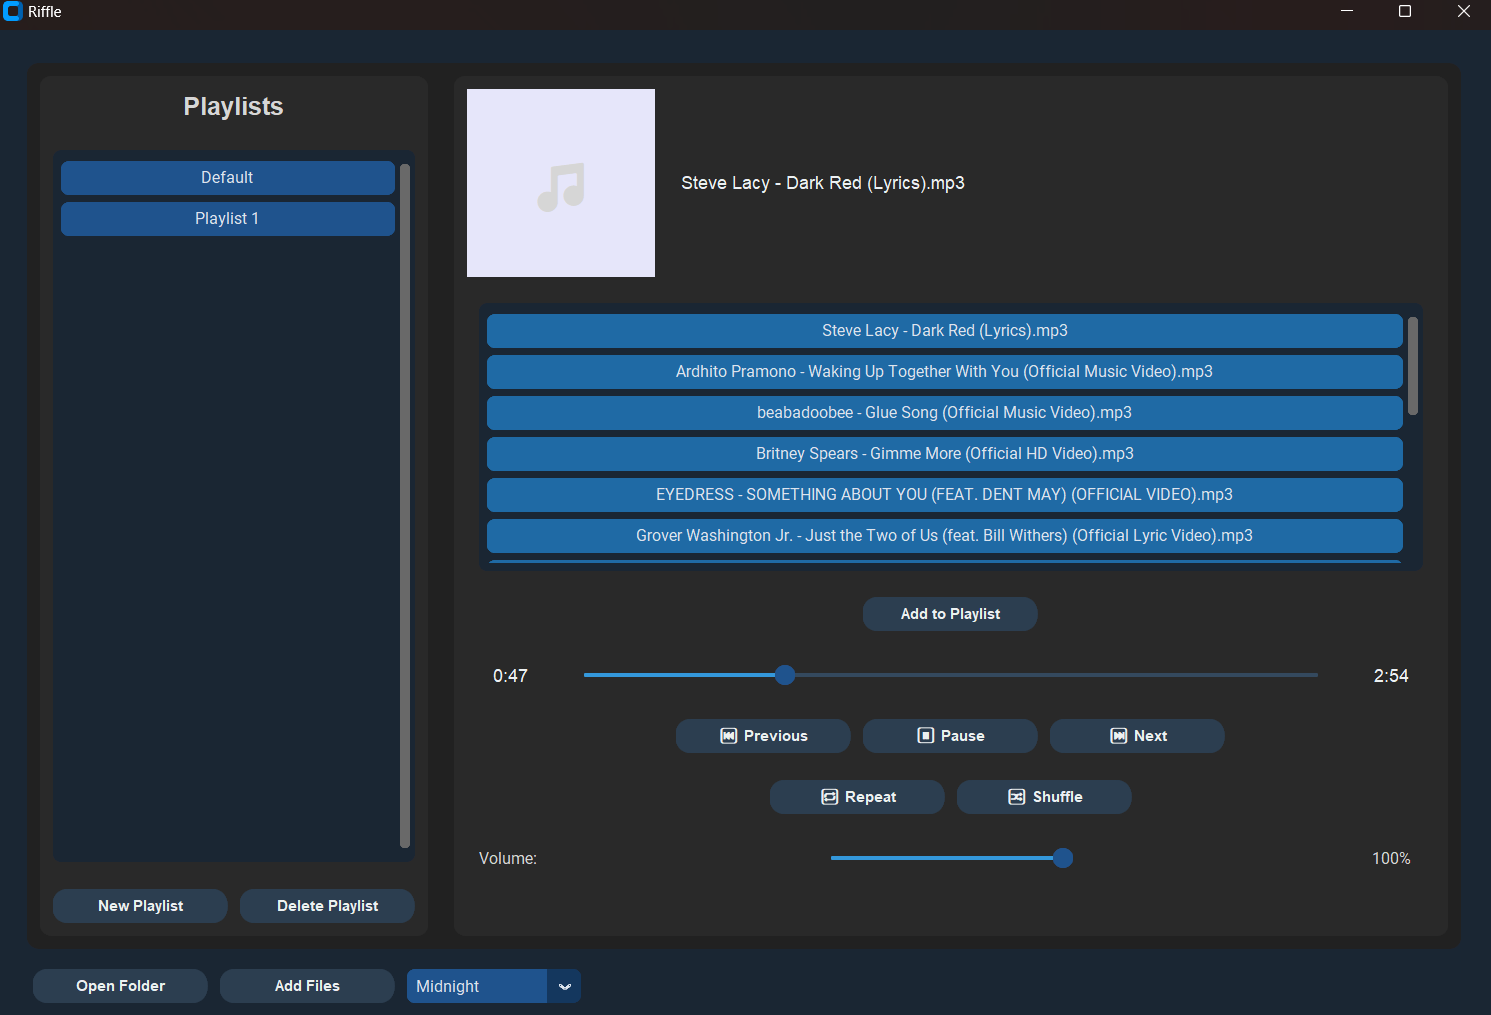 Riffle
Playlists
Default
Playlist 1
New Playlist
Delete Playlist
Steve Lacy - Dark Red (Lyrics).mp3
Steve Lacy - Dark Red (Lyrics).mp3
Ardhito Pramono - Waking Up Together With You (Official Music Video).mp3
beabadoobee - Glue Song (Official Music Video).mp3
Britney Spears - Gimme More (Official HD Video).mp3
EYEDRESS - SOMETHING ABOUT YOU (FEAT. DENT MAY) (OFFICIAL VIDEO).mp3
Grover Washington Jr. - Just the Two of Us (feat. Bill Withers) (Official Lyric Video).mp3
Add to Playlist
0:47
2:54
Previous
Pause
Next
Repeat
Shuffle
Volume:
100%
Open Folder
Add Files
Midnight